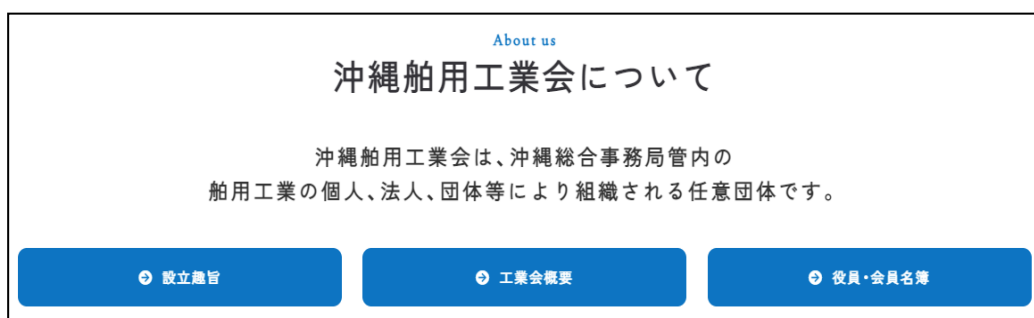 About us
沖縄舶用工業会について
沖縄舶用工業会は、沖縄総合事務局管内の
舶用工業の個人、法人、団体等により組織される任意団体です。
設立趣旨
工業会概要
役員・会員名簿